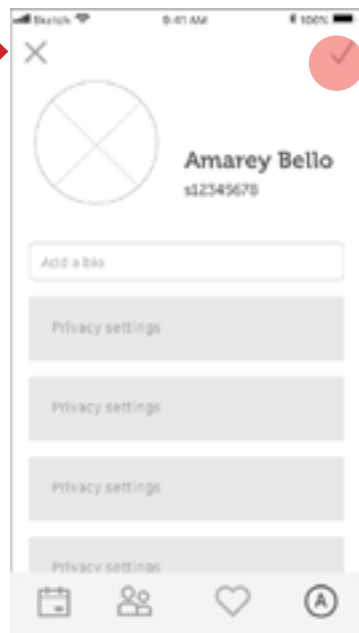 Sketch 9:41 AM 100%
Amarey Bello
s12345678
Add a bio
Privacy settings
Privacy settings
Privacy settings
Privacy settings
A